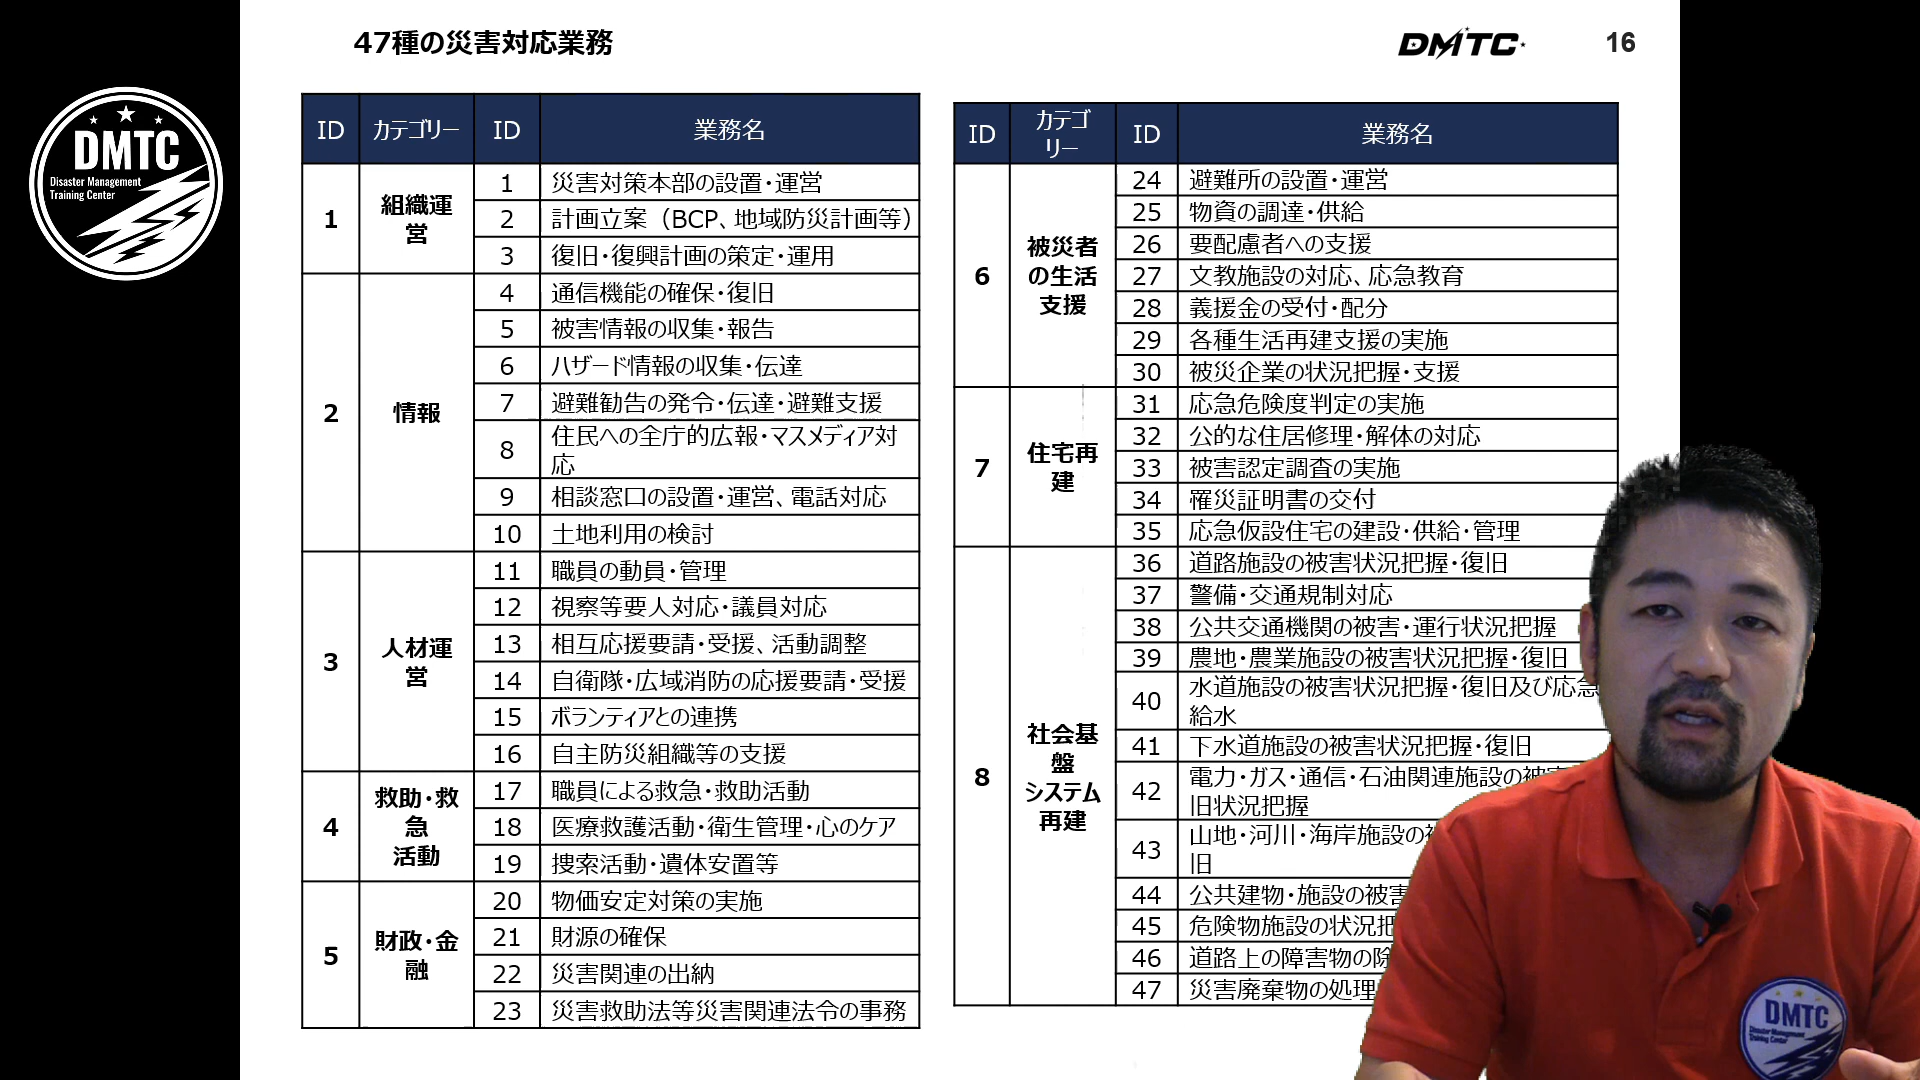 47種の災害対応業務
DMTC
16
DMTC
Disaster Management
Training Center
ID カテゴリー ID 業務名
1 組織運
営
1 災害対策本部の設置・運営
2 計画立案（BCP、地域防災計画等）
3 復旧・復興計画の策定・運用
2 情報
4 通信機能の確保・復旧
5 被害情報の収集・報告
6 ハザード情報の収集・伝達
7 避難勧告の発令・伝達・避難支援
8 住民への全庁的広報・マスメディア対
応
9 相談窓口の設置・運営、電話対応
10 土地利用の検討
3 人材運
営
11 職員の動員・管理
12 視察等要人対応・議員対応
13 相互応援要請・受援、活動調整
14 自衛隊・広域消防の応援要請・受援
15 ボランティアとの連携
16 自主防災組織等の支援
4 救助・救
急
活動
17 職員による救急・救助活動
18 医療救護活動・衛生管理・心のケア
19 捜索活動・遺体安置等
5 財政・金
融
20 物価安定対策の実施
21 財源の確保
22 災害関連の出納
23 災害救助法等災害関連法令の事務
ID カテゴ
リー ID 業務名
6 被災者
の生活
支援
24 避難所の設置・運営
25 物資の調達・供給
26 要配慮者への支援
27 文教施設の対応、応急教育
28 義援金の受付・配分
29 各種生活再建支援の実施
30 被災企業の状況把握・支援
7 住宅再
建
31 応急危険度判定の実施
32 公的な住居修理・解体の対応
33 被害認定調査の実施
34 罹災証明書の交付
35 応急仮設住宅の建設・供給・管理
8 社会基
盤
システム
再建
36 道路施設の被害状況把握・復旧
37 警備・交通規制対応
38 公共交通機関の被害・運行状況把握
39 農地・農業施設の被害状況把握・復旧
40 水道施設の被害状況把握・復旧及び応急
給水
41 下水道施設の被害状況把握・復旧
42 電力・ガス・通信・石油関連施設の被害
旧状況把握
43 山地・河川・海岸施設の
旧
44 公共建物・施設の被害
45 危険物施設の状況把
46 道路上の障害物の除
47 災害廃棄物の処理
DMTC
Disaster Management
Training Center